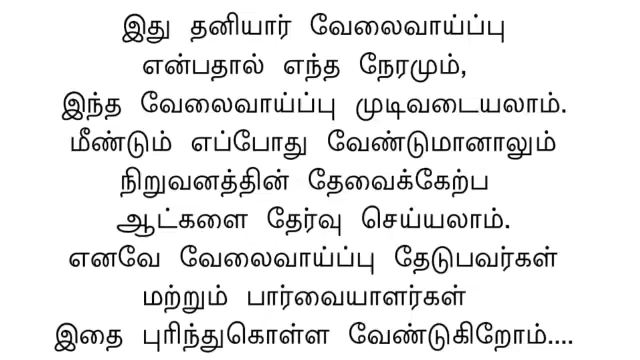 இது தனியார் வேலைவாய்ப்பு
என்பதால் எந்த நேரமும்,
இந்த வேலைவாய்ப்பு முடிவடையலாம்.
மீண்டும் எப்போது வேண்டுமானாலும்
நிறுவனத்தின் தேவைக்கேற்ப
ஆட்களை தேர்வு செய்யலாம்.
எனவே வேலைவாய்ப்பு தேடுபவர்கள்
மற்றும் பார்வையாளர்கள்
இதை புரிந்துகொள்ள வேண்டுகிறோம்....